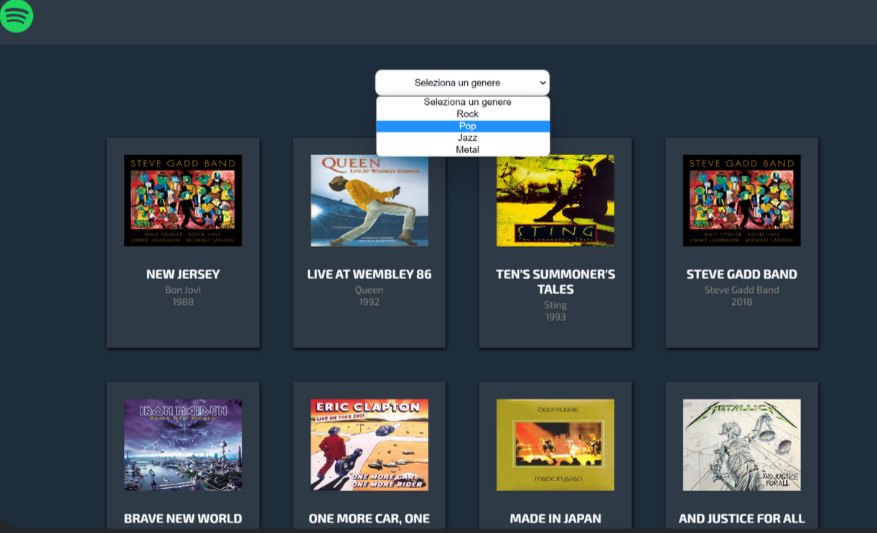 Seleziona un genere
Seleziona un genere
Rock
Pop
Jazz
Metal
STEVE GADD BAND
WALT FOWLER KEVIN HAYS
JIMMY JOHNSON MICHAEL LANDAU
QUEEN
LIVE AT WEMBLEY STADIUM
STING
TEN SUMMONER'S TALES
STEVE GADD BAND
WALT FOWLER KEVIN HAYS
JIMMY JOHNSON MICHAEL LANDAU
NEW JERSEY
Bon Jovi
1988
LIVE AT WEMBLEY 86
Queen
1992
TEN'S SUMMONER'S
TALES
Sting
1993
STEVE GADD BAND
Steve Gadd Band
2018
IRON MAIDEN
BRAVE NEW WORLD
ERIC CLAPTON
LIVE ON TOUR 2001
ONE MORE CAR
ONE MORE RIDER
DEEP PURPLE
MADE IN JAPAN
METALLICA
...AND JUSTICE
FOR ALL
BRAVE NEW WORLD
ONE MORE CAR, ONE
MADE IN JAPAN
AND JUSTICE FOR ALL